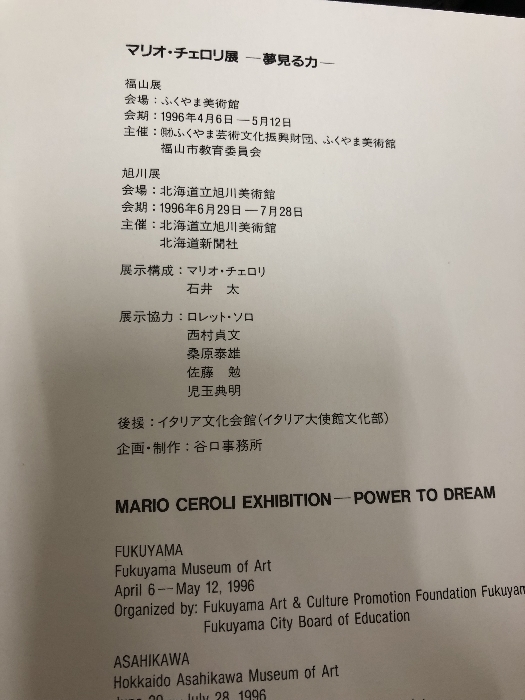 マリオ・チェロリ展 ―夢見る力―
福山展
会場：ふくやま美術館
会期：1996年4月6日―5月12日
主催：㈶ふくやま芸術文化振興財団、ふくやま美術館
福山市教育委員会
旭川展
会場：北海道立旭川美術館
会期：1996年6月29日―7月28日
主催：北海道立旭川美術館
北海道新聞社
展示構成：マリオ・チェロリ
石井　太
展示協力：ロレット・ソロ
西村貞文
桑原泰雄
佐藤　勉
児玉典明
後援：イタリア文化会館（イタリア大使館文化部）
企画・制作：谷口事務所
MARIO CEROLI EXHIBITION―POWER TO DREAM
FUKUYAMA
Fukuyama Museum of Art
April 6―May 12, 1996
Organized by: Fukuyama Art & Culture Promotion Foundation Fukuyam
Fukuyama City Board of Education
ASAHIKAWA
Hokkaido Asahikawa Museum of Art
June 29―July 28, 1996